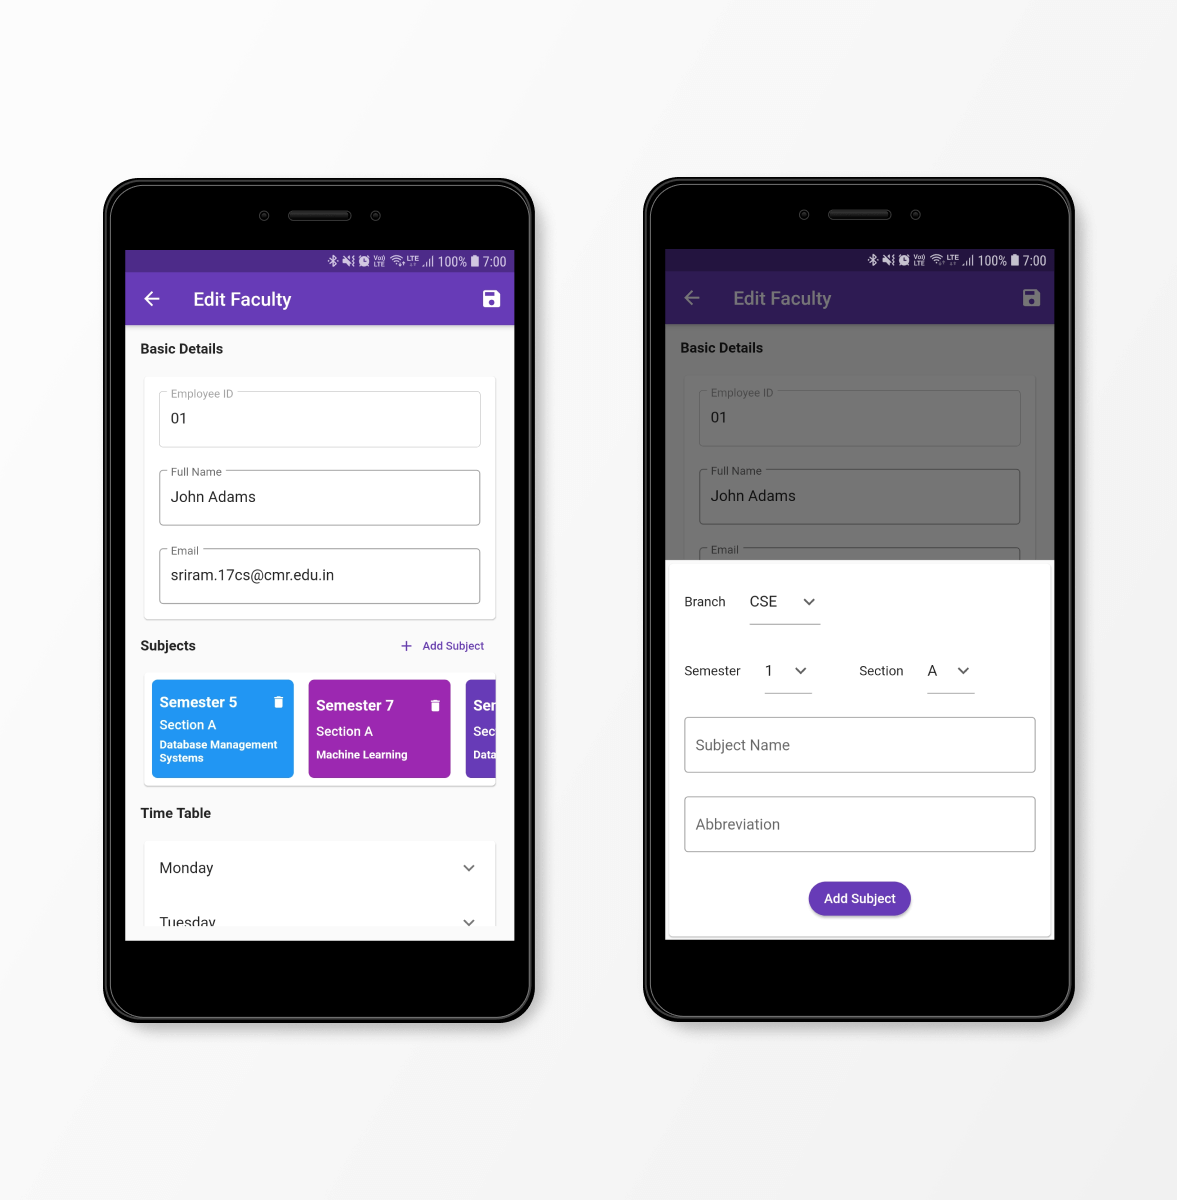 LTE 100% 7:00
Edit Faculty
Basic Details
Employee ID
01
Full Name
John Adams
Email
sriram.17cs@cmr.edu.in
Subjects + Add Subject
Semester 5
Section A
Database Management
Systems
Semester 7
Section A
Machine Learning
Ser
Sec
Data
Time Table
Monday
Tuesday
LTE 100% 7:00
Edit Faculty
Basic Details
Employee ID
01
Full Name
John Adams
Email
Branch CSE
Semester 1 Section A
Subject Name
Abbreviation
Add Subject